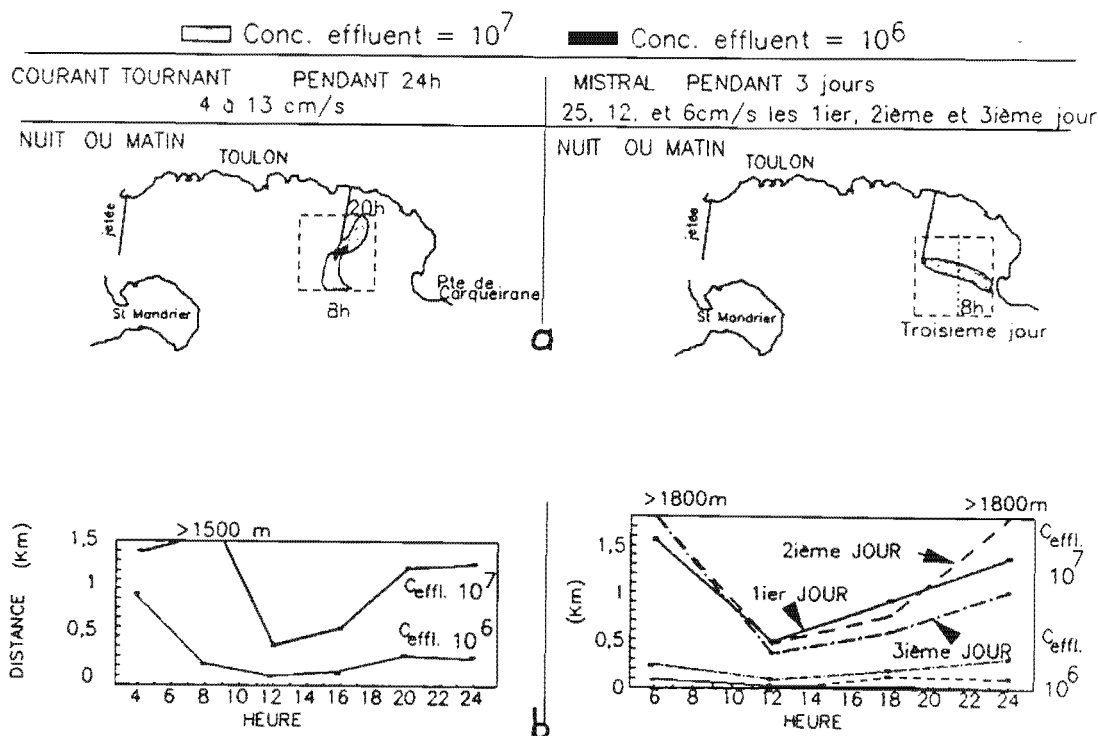 Conc. effluent = 10^7 Conc. effluent = 10^6
COURANT TOURNANT PENDANT 24h
4 à 13 cm/s
MISTRAL PENDANT 3 jours
25, 12, et 6cm/s les 1ier, 2ième et 3ième jour
NUIT OU MATIN
TOULON
jetée
20h
Pte de
Carqueirane
St Mandrier
8h
NUIT OU MATIN
TOULON
jetée
St Mandrier
8h
Troisieme jour
a
DISTANCE (Km)
>1500 m
1,5
1
0,5
0
Ceffl. 10^7
Ceffl. 10^6
4 6 8 10 12 14 16 18 20 22 24
HEURE
b
>1800m >1800m
(Km)
1,5
1
0,5
0
2ième JOUR
1ier JOUR
3ième JOUR
Ceffl.
10^7
Ceffl.
10^6
6 8 10 12 14 16 18 20 22 24
HEURE